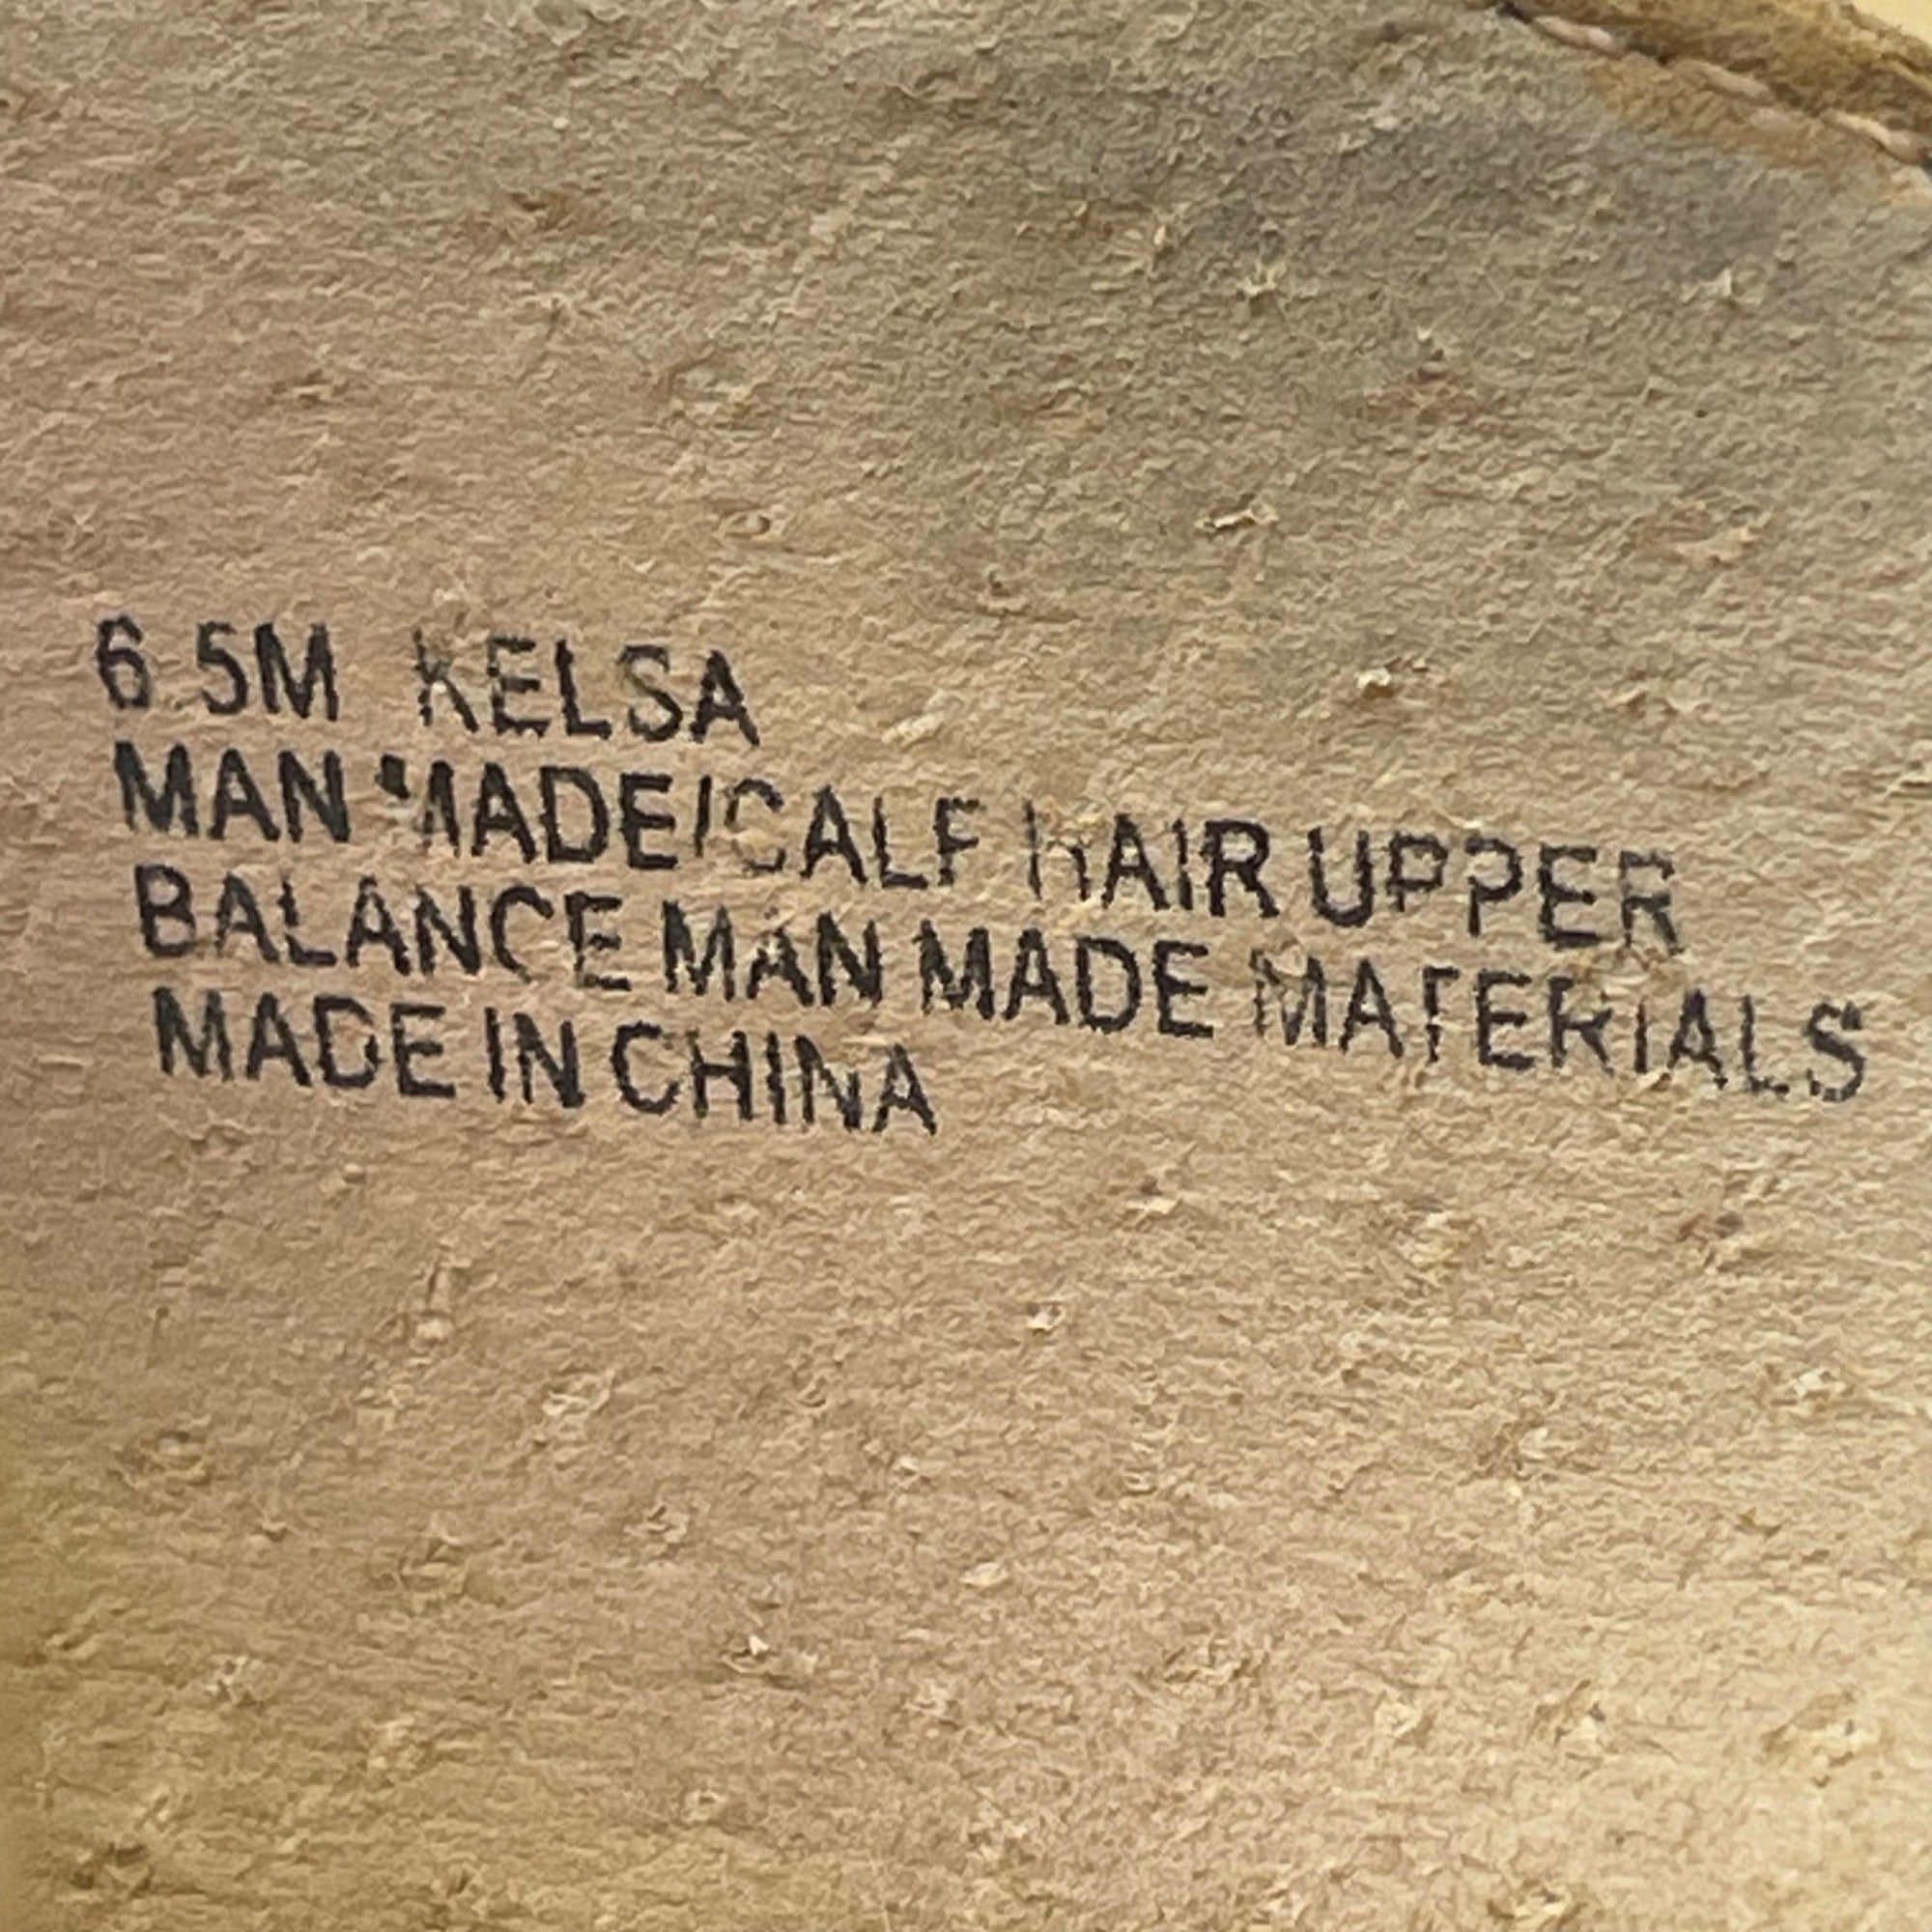 6.5M KELSA
MAN MADE/CALF HAIR UPPER
BALANCE MAN MADE MATERIALS
MADE IN CHINA